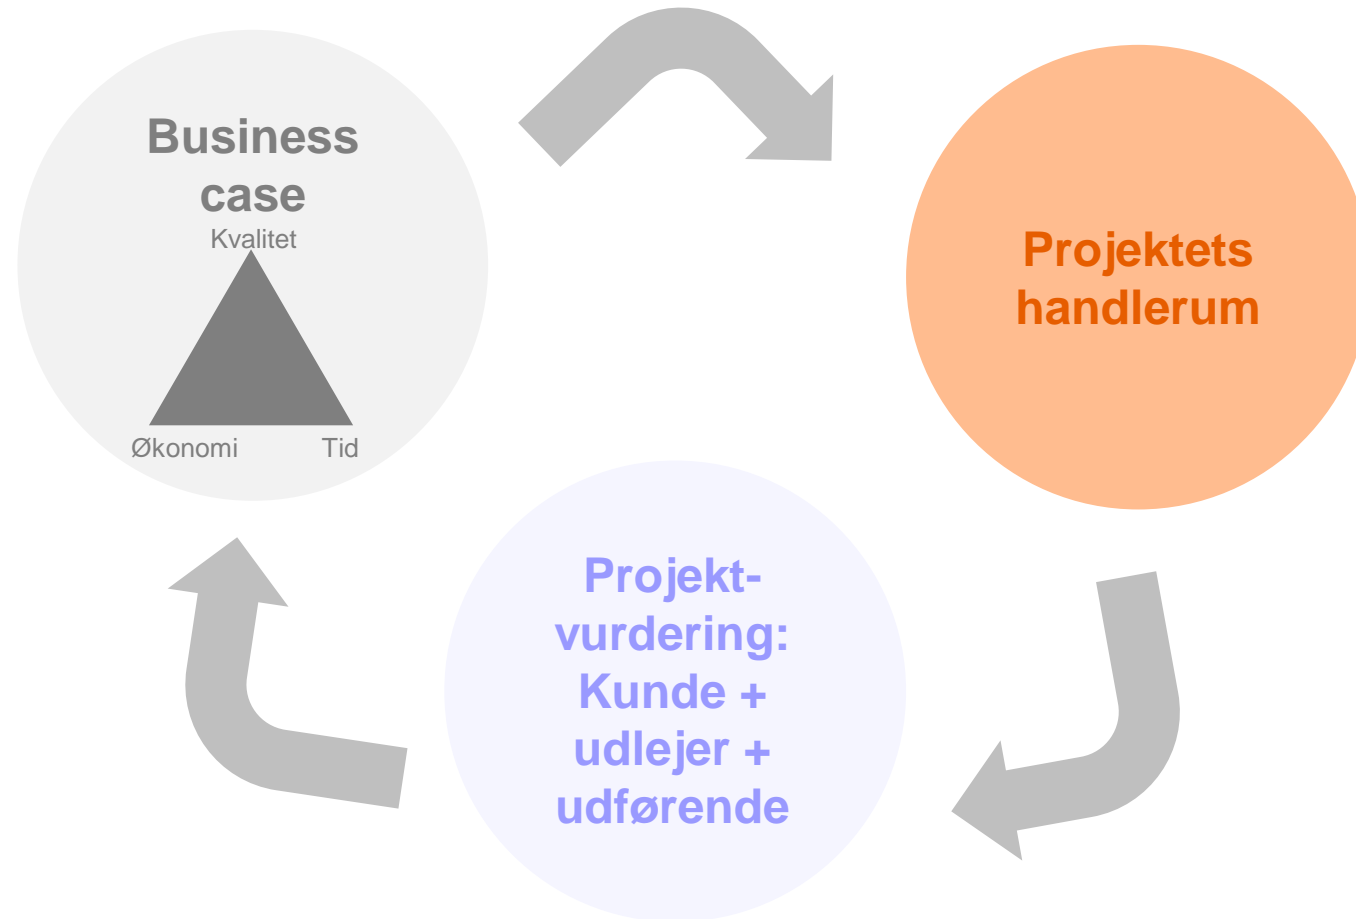 Business
case
Kvalitet
Økonomi
Tid
Projektets
handlerum
Projekt-
vurdering:
Kunde +
udlejer +
udførende